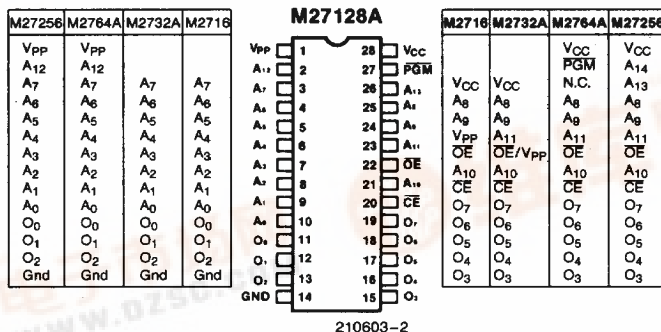 M27128A
M27256 M2764A M2732A M2716
VPP VPP
A12 A12
A7 A7 A7 A7
A6 A6 A6 A6
A5 A5 A5 A5
A4 A4 A4 A4
A3 A3 A3 A3
A2 A2 A2 A2
A1 A1 A1 A1
A0 A0 A0 A0
O0 O0 O0 O0
O1 O1 O1 O1
O2 O2 O2 O2
Gnd Gnd Gnd Gnd
VPP 1 28 VCC
A12 2 27 PGM
A7 3 26 A13
A6 4 25 A8
A5 5 24 A9
A4 6 23 A11
A3 7 22 OE
A2 8 21 A10
A1 9 20 CE
A0 10 19 O7
O0 11 18 O6
O1 12 17 O5
O2 13 16 O4
GND 14 15 O3
M2716 M2732A M2764A M27256
VCC VCC
PGM A14
VCC VCC N.C. A13
A8 A8 A8 A8
A9 A9 A9 A9
VPP A11 A11 A11
OE OE/VPP OE OE
A10 A10 A10 A10
CE CE CE CE
O7 O7 O7 O7
O6 O6 O6 O6
O5 O5 O5 O5
O4 O4 O4 O4
O3 O3 O3 O3
210603-2
WWW.DZSC.COM